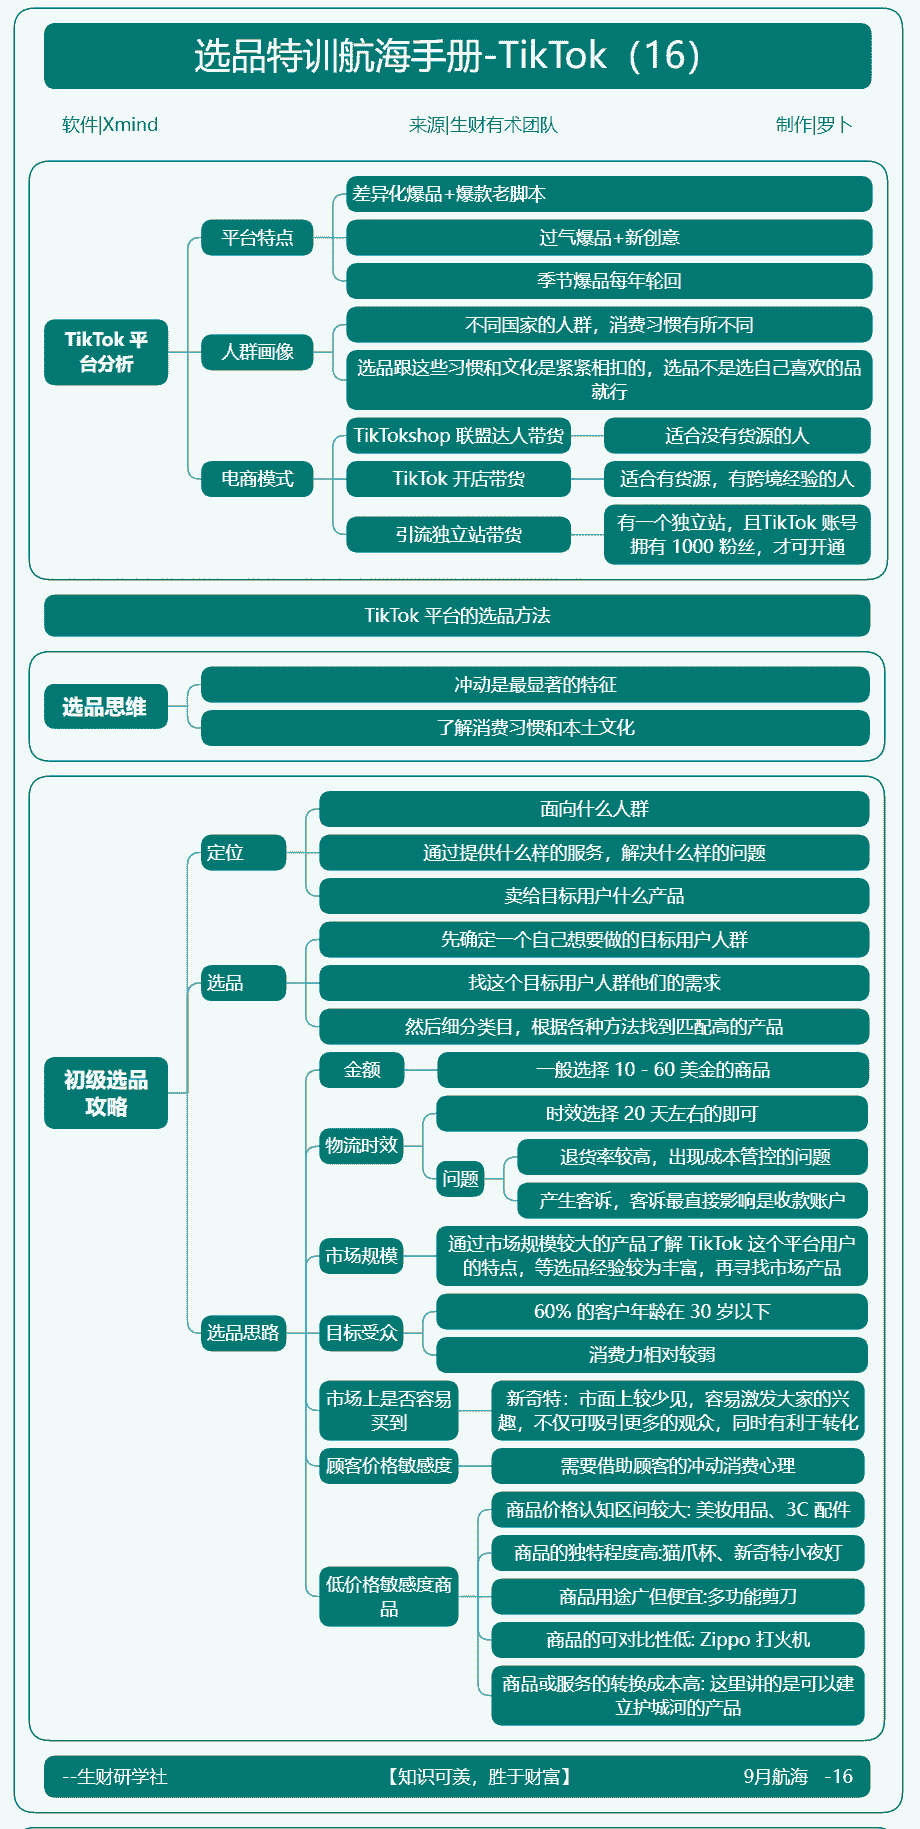 选品特训航海手册-TikTok（16）
软件|Xmind
来源|生财有术团队
制作|罗卜
TikTok 平
台分析
平台特点
差异化爆品+爆款老脚本
过气爆品+新创意
季节爆品每年轮回
人群画像
不同国家的人群，消费习惯有所不同
选品跟这些习惯和文化是紧紧相扣的，选品不是选自己喜欢的品
就行
电商模式
TikTokshop 联盟达人带货
适合没有货源的人
TikTok 开店带货
适合有货源，有跨境经验的人
引流独立站带货
有一个独立站，且TikTok 账号
拥有 1000 粉丝，才可开通
TikTok 平台的选品方法
选品思维
冲动是最显著的特征
了解消费习惯和本土文化
初级选品
攻略
定位
面向什么人群
通过提供什么样的服务，解决什么样的问题
卖给目标用户什么产品
选品
先确定一个自己想要做的目标用户人群
找这个目标用户人群他们的需求
然后细分类目，根据各种方法找到匹配高的产品
选品思路
金额
一般选择 10 - 60 美金的商品
物流时效
时效选择 20 天左右的即可
问题
退货率较高，出现成本管控的问题
产生客诉，客诉最直接影响是收款账户
市场规模
通过市场规模较大的产品了解 TikTok 这个平台用户
的特点，等选品经验较为丰富，再寻找市场产品
目标受众
60% 的客户年龄在 30 岁以下
消费力相对较弱
市场上是否容易
买到
新奇特：市面上较少见，容易激发大家的兴
趣，不仅可吸引更多的观众，同时有利于转化
顾客价格敏感度
需要借助顾客的冲动消费心理
低价格敏感度商
品
商品价格认知区间较大: 美妆用品、3C 配件
商品的独特程度高:猫爪杯、新奇特小夜灯
商品用途广但便宜:多功能剪刀
商品的可对比性低: Zippo 打火机
商品或服务的转换成本高: 这里讲的是可以建
立护城河的产品
--生财研学社
【知识可羡，胜于财富】
9月航海 -16